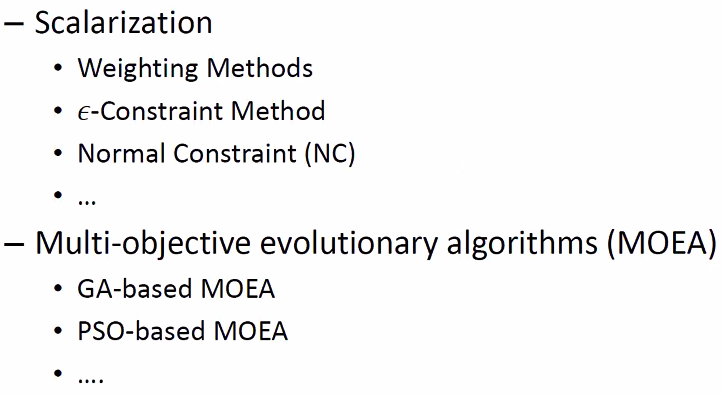 – Scalarization
• Weighting Methods
• ϵ-Constraint Method
• Normal Constraint (NC)
• ...
– Multi-objective evolutionary algorithms (MOEA)
• GA-based MOEA
• PSO-based MOEA
• ....